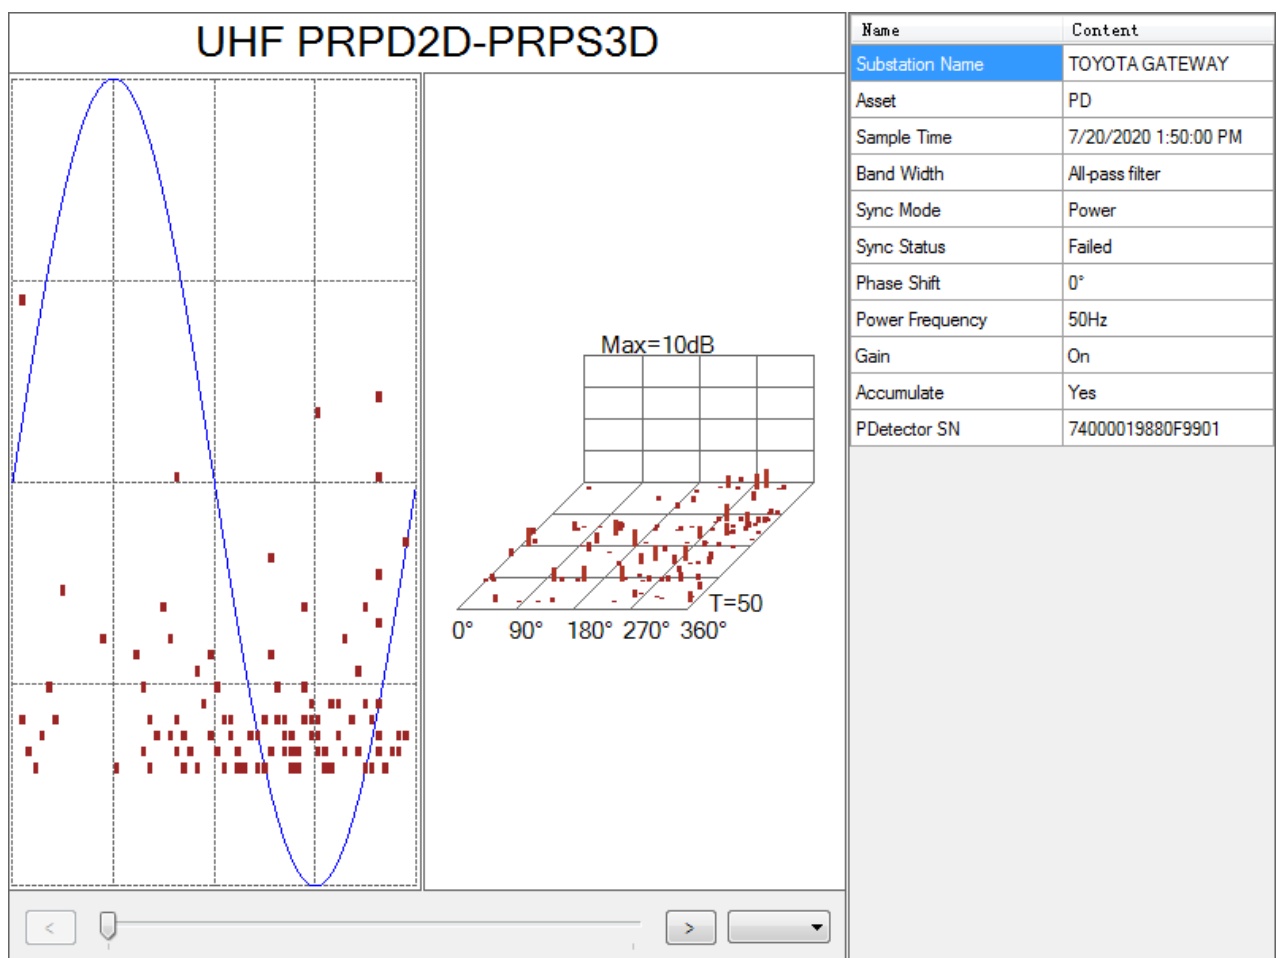 UHF PRPD2D-PRPS3D
Max=10dB
T=50
0° 90° 180° 270° 360°
< >
Name Content
Substation Name TOYOTA GATEWAY
Asset PD
Sample Time 7/20/2020 1:50:00 PM
Band Width All-pass filter
Sync Mode Power
Sync Status Failed
Phase Shift 0°
Power Frequency 50Hz
Gain On
Accumulate Yes
PDetector SN 74000019880F9901